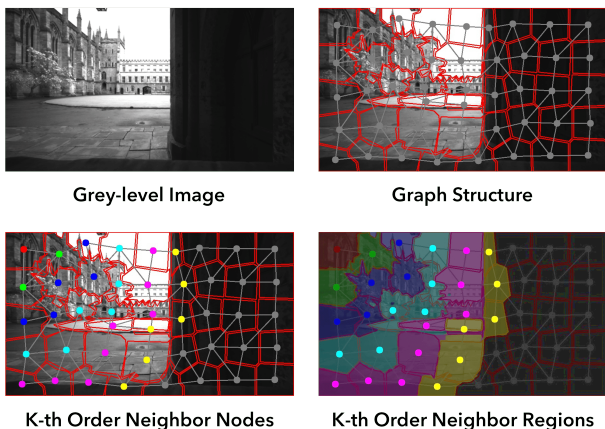 Grey-level Image
Graph Structure
K-th Order Neighbor Nodes
K-th Order Neighbor Regions